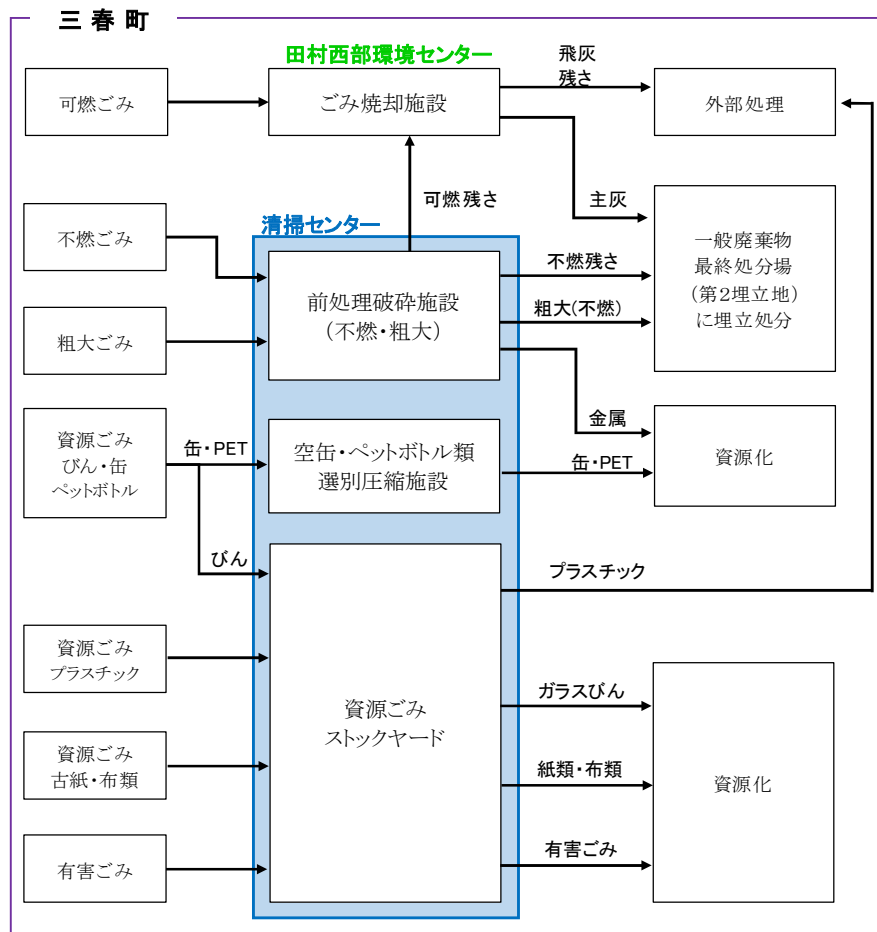 三春町
田村西部環境センター
可燃ごみ
ごみ焼却施設
飛灰
残さ
外部処理
可燃残さ
主灰
清掃センター
不燃ごみ
粗大ごみ
前処理破砕施設
(不燃・粗大)
不燃残さ
粗大(不燃)
一般廃棄物
最終処分場
(第2埋立地)
に埋立処分
金属
資源ごみ
びん・缶
ペットボトル
缶・PET
空缶・ペットボトル類
選別圧縮施設
缶・PET
資源化
びん
プラスチック
資源ごみ
プラスチック
資源ごみ
古紙・布類
有害ごみ
資源ごみ
ストックヤード
ガラスびん
紙類・布類
有害ごみ
資源化